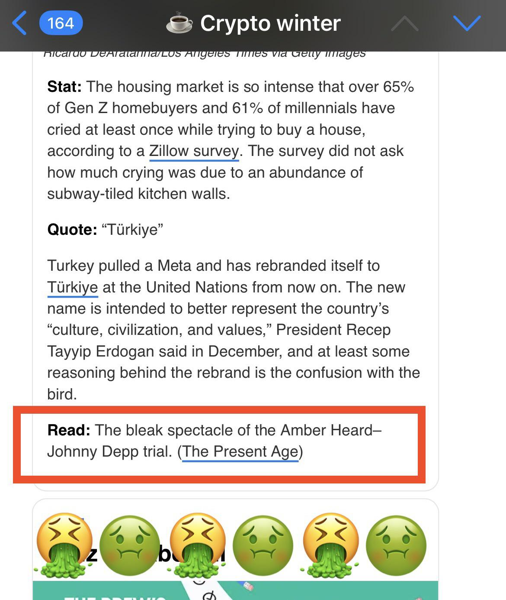 164
Crypto winter
Ricardo DeAratanha/Los Angeles Times via Getty Images
Stat: The housing market is so intense that over 65%
of Gen Z homebuyers and 61% of millennials have
cried at least once while trying to buy a house,
according to a Zillow survey. The survey did not ask
how much crying was due to an abundance of
subway-tiled kitchen walls.
Quote: “Türkiye”
Turkey pulled a Meta and has rebranded itself to
Türkiye at the United Nations from now on. The new
name is intended to better represent the country’s
“culture, civilization, and values,” President Recep
Tayyip Erdogan said in December, and at least some
reasoning behind the rebrand is the confusion with the
bird.
Read: The bleak spectacle of the Amber Heard–
Johnny Depp trial. (The Present Age)
THE BREW'S